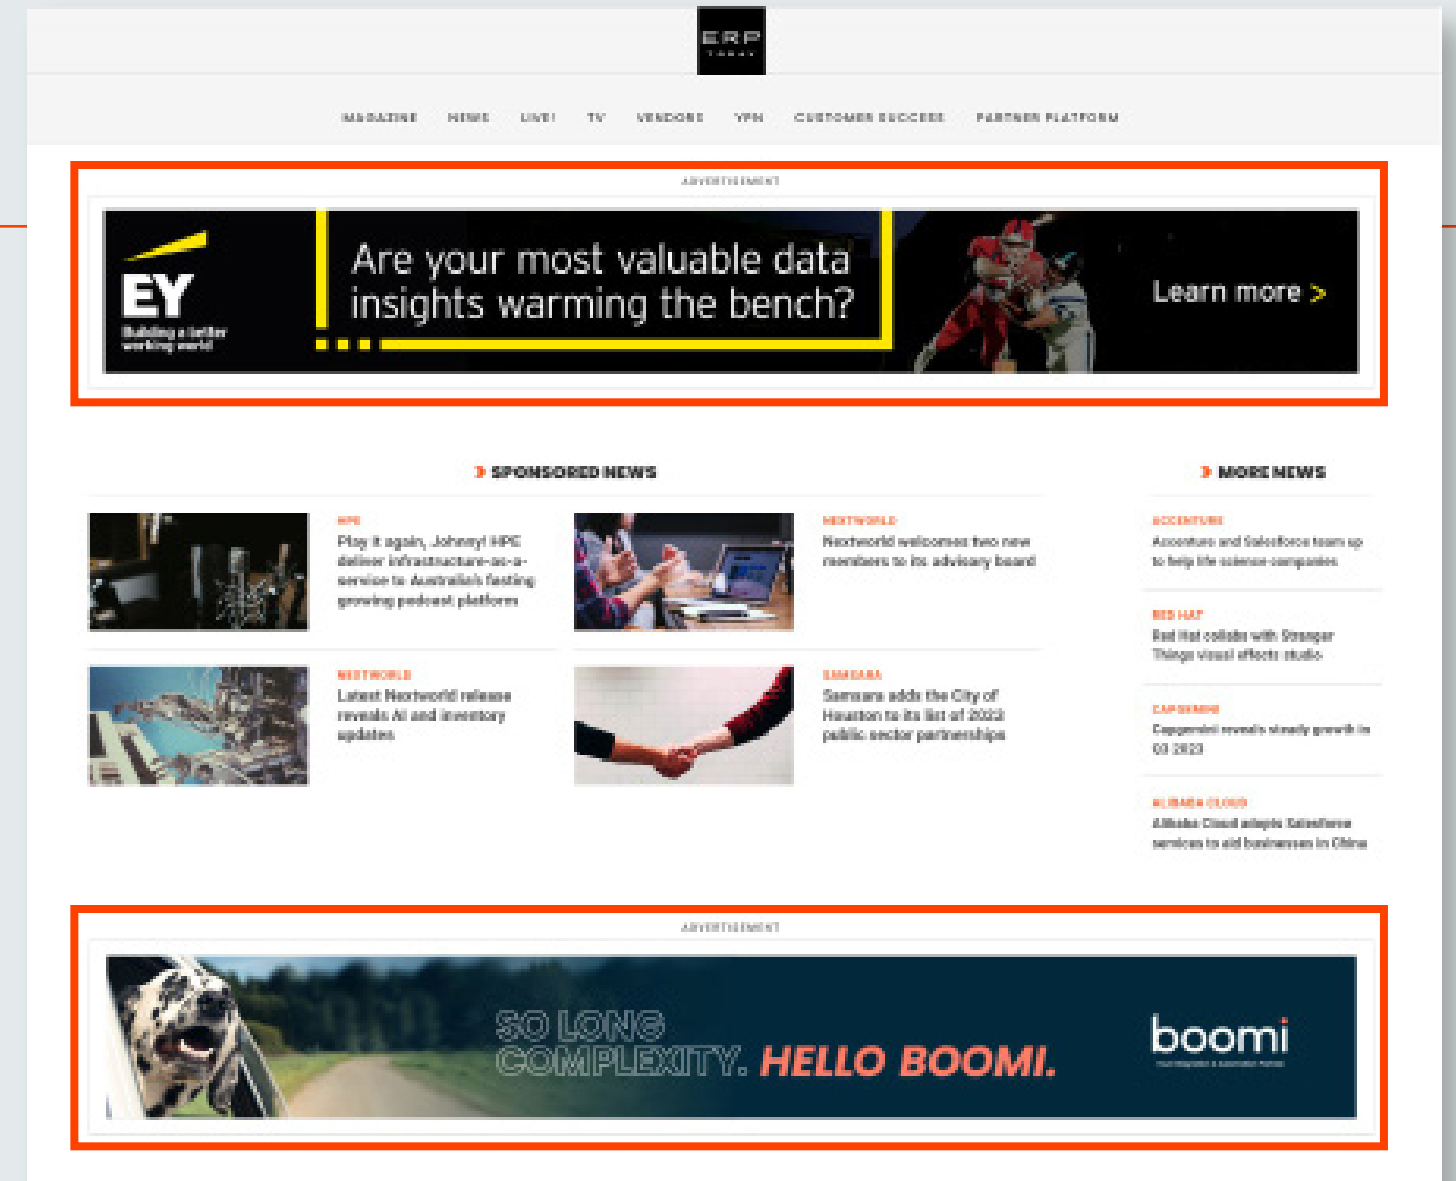 ERP
TODAY
MAGAZINE NEWS LIVE! TV VENDORS YPN CUSTOMER SUCCESS PARTNER PLATFORM
ADVERTISEMENT
EY
Building a better
working world
Are your most valuable data
insights warming the bench?
Learn more >
SPONSORED NEWS
HPE
Play it again, Johnny! HPE
deliver infrastructure-as-a-
service to Australia's fasting
growing podcast platform
NEXTWORLD
Nextworld welcomes two new
members to its advisory board
NEXTWORLD
Latest Nextworld release
reveals AI and inventory
updates
SAMSARA
Samsara adds the City of
Houston to its list of 2023
public sector partnerships
MORE NEWS
ACCENTURE
Accenture and Salesforce team up
to help life science companies
RED HAT
Red Hat collabs with Stranger
Things visual effects studio
CAPGEMINI
Capgemini reveals steady growth in
Q3 2023
ALIBABA CLOUD
Alibaba Cloud adapts Salesforce
services to aid businesses in China
ADVERTISEMENT
SO LONG
COMPLEXITY. HELLO BOOMI.
boomi